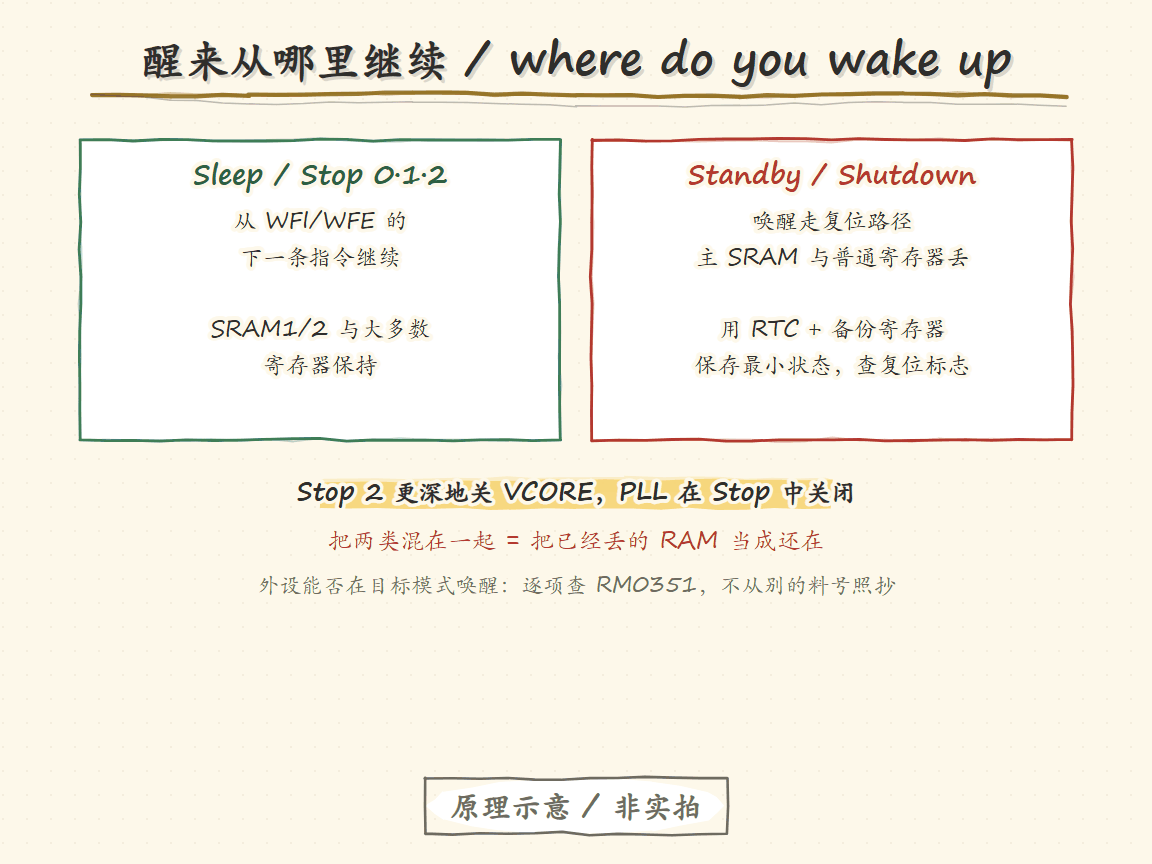 醒来从哪里继续 / where do you wake up
Sleep / Stop 0·1·2
从 WFI/WFE 的
下一条指令继续
SRAM1/2 与大多数
寄存器保持
Standby / Shutdown
唤醒走复位路径
主 SRAM 与普通寄存器丢
用 RTC + 备份寄存器
保存最小状态，查复位标志
Stop 2 更深地关 VCORE，PLL 在 Stop 中关闭
把两类混在一起 = 把已经丢的 RAM 当成还在
外设能否在目标模式唤醒：逐项查 RM0351，不从别的料号照抄
原理示意 / 非实拍